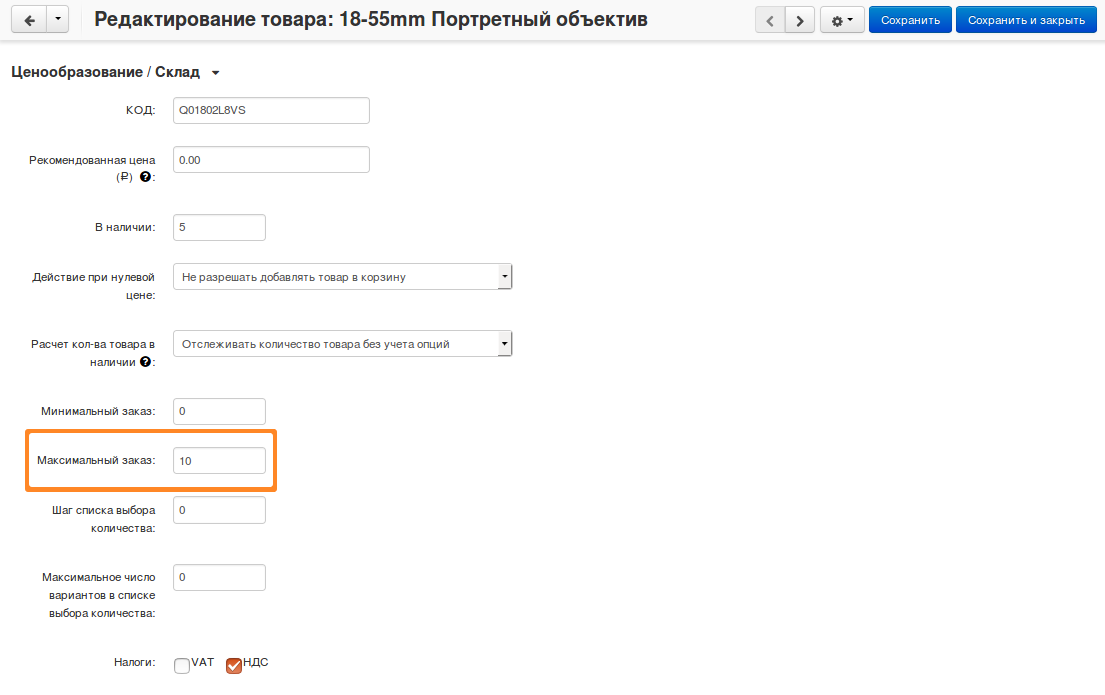 Редактирование товара: 18-55mm Портретный объектив
Сохранить
Сохранить и закрыть
Ценообразование / Склад
КОД:
Q01802L8VS
Рекомендованная цена
(₽) ?:
0.00
В наличии:
5
Действие при нулевой
цене:
Не разрешать добавлять товар в корзину
Расчет кол-ва товара в
наличии ?:
Отслеживать количество товара без учета опций
Минимальный заказ:
0
Максимальный заказ:
10
Шаг списка выбора
количества:
0
Максимальное число
вариантов в списке
выбора количества:
0
Налоги:
VAT
НДС